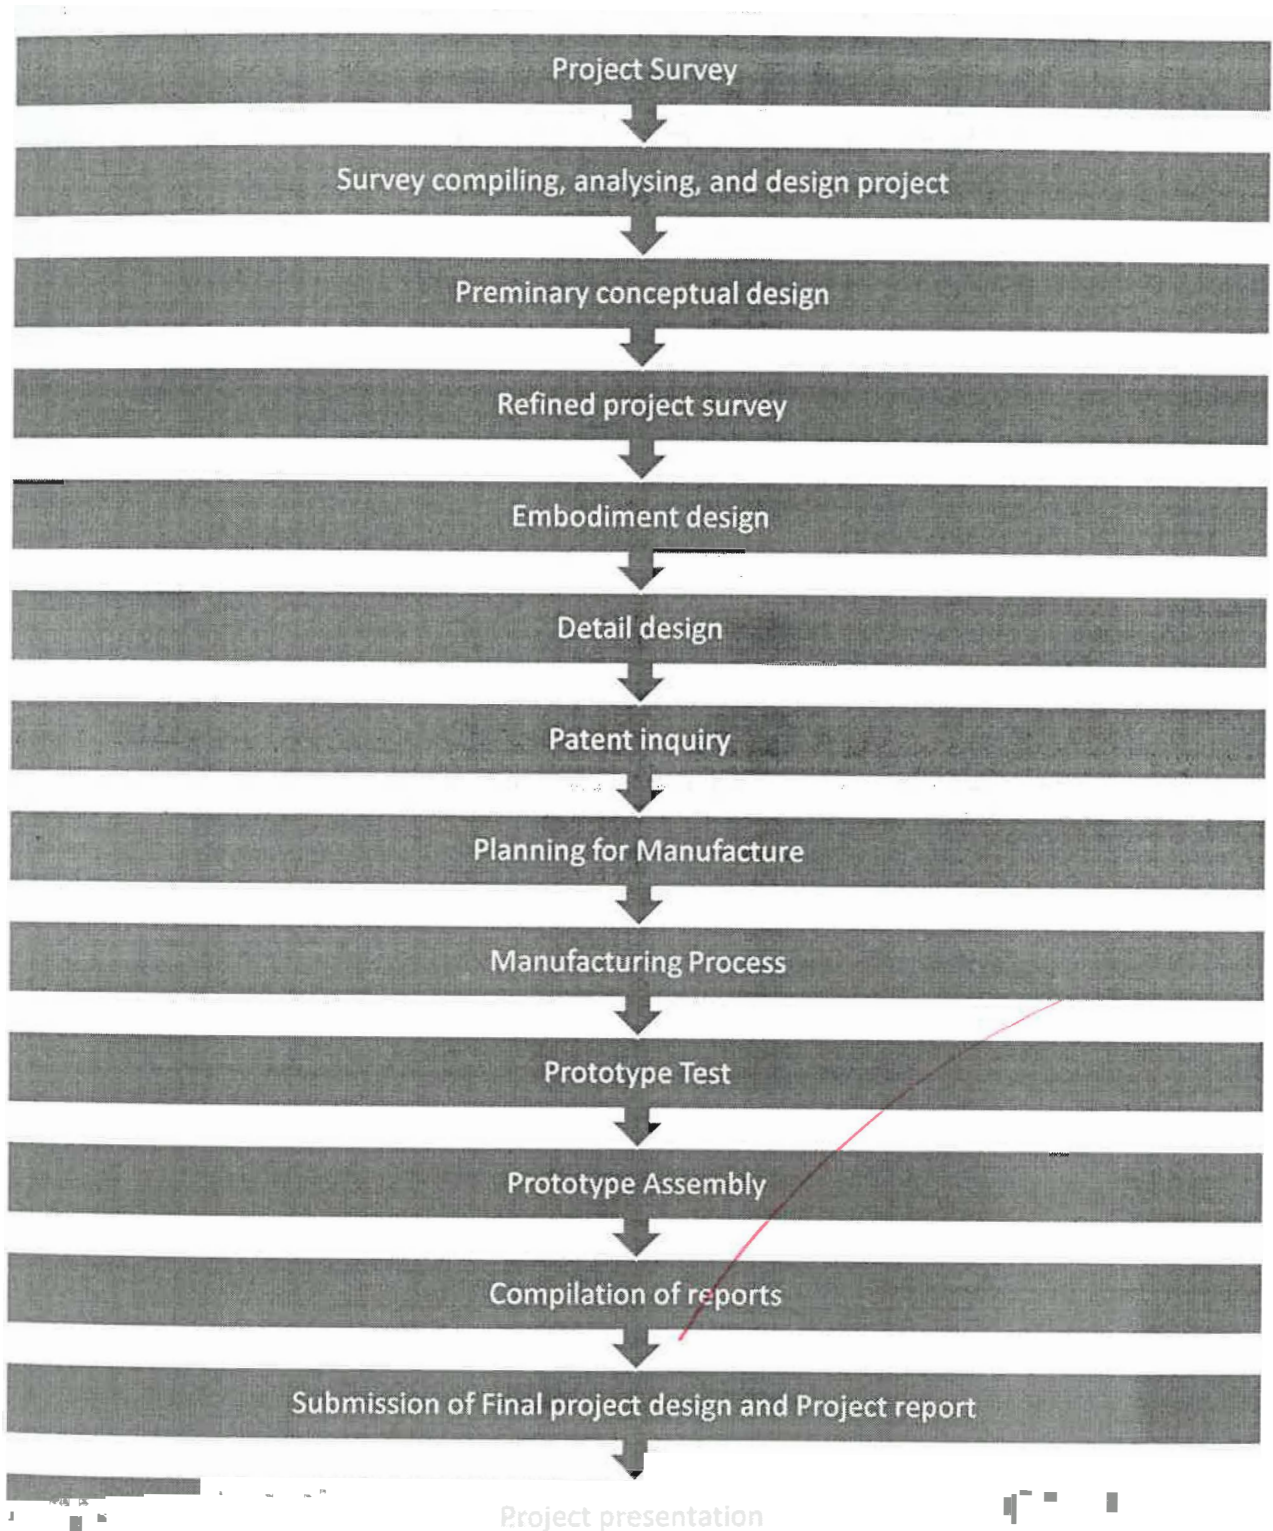 Project Survey
Survey compiling, analysing, and design project
Preminary conceptual design
Refined project survey
Embodiment design
Detail design
Patent inquiry
Planning for Manufacture
Manufacturing Process
Prototype Test
Prototype Assembly
Compilation of reports
Submission of Final project design and Project report
Project presentation